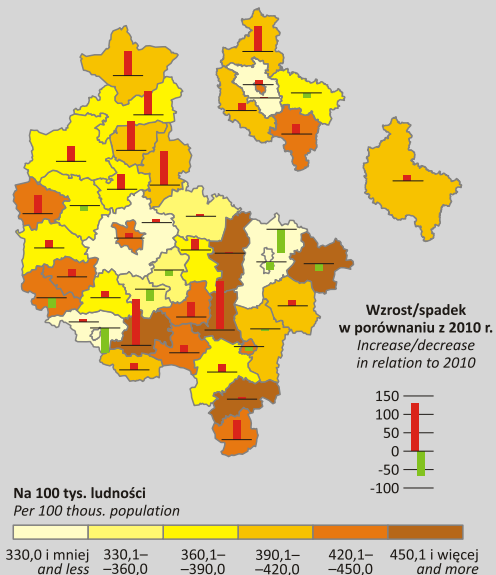 Wzrost/spadek
w porównaniu z 2010 r.
Increase/decrease
in relation to 2010
150
100
50
0
-50
-100
Na 100 tys. ludności
Per 100 thous. population
330,0 i mniej
and less
330,1–
–360,0
360,1–
–390,0
390,1–
–420,0
420,1–
–450,0
450,1 i więcej
and more